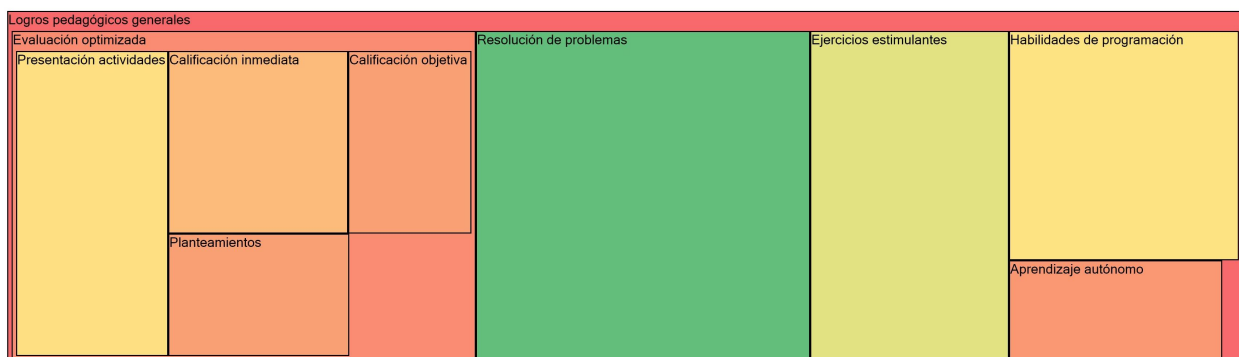 Logros pedagógicos generales
Evaluación optimizada
Presentación actividades
Calificación inmediata
Calificación objetiva
Planteamientos
Resolución de problemas
Ejercicios estimulantes
Habilidades de programación
Aprendizaje autónomo